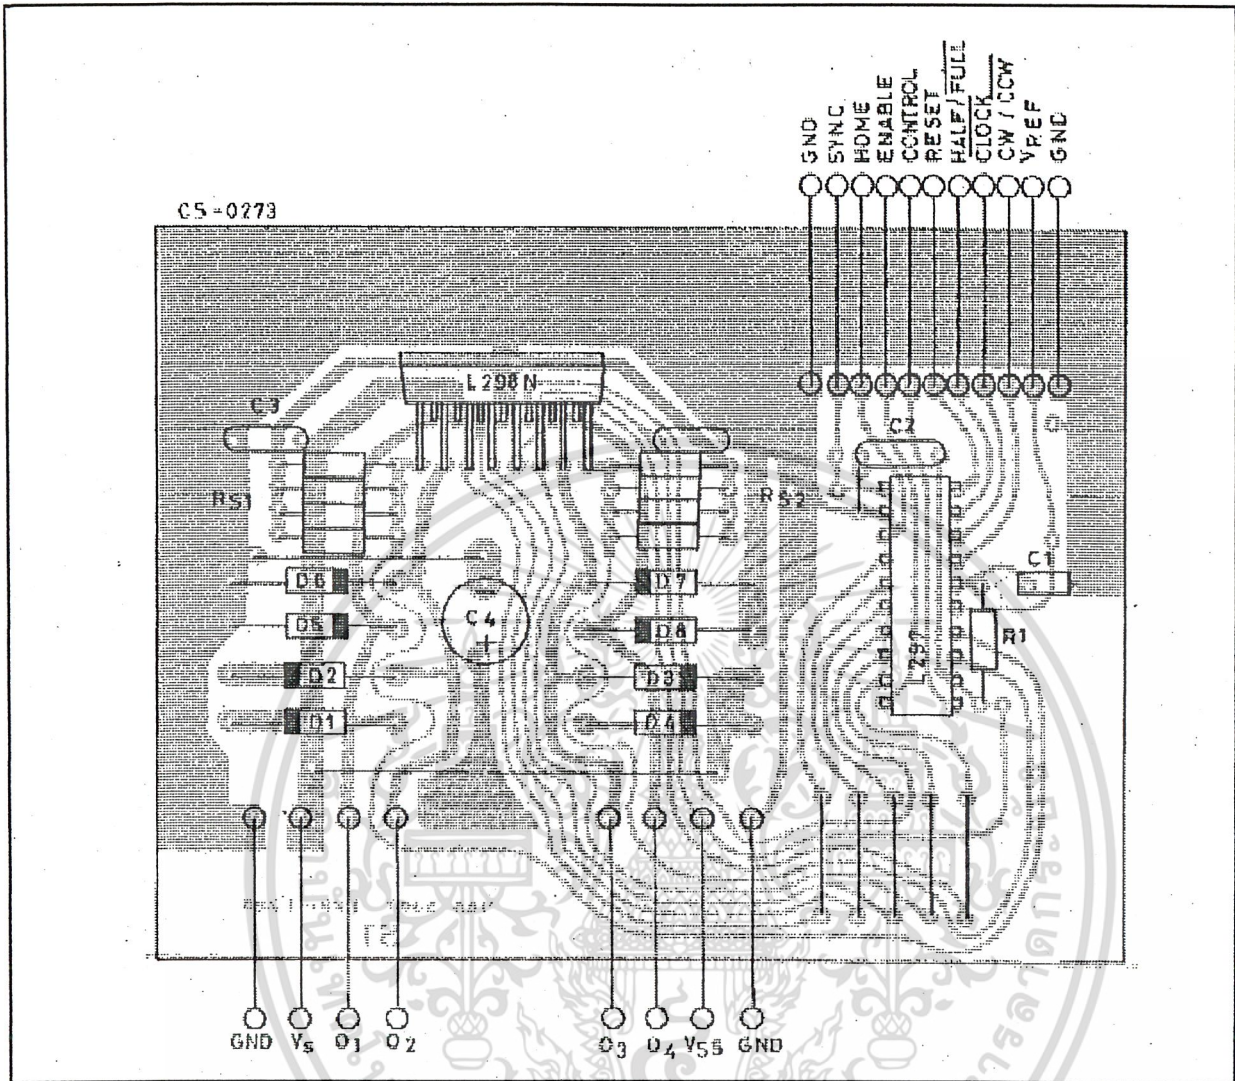 GND
SYNC
HOME
ENABLE
CONTROL
RESET
HALF/FULL
CLOCK
CW / CCW
VREF
GND
CS-0273
L298N
C3
C2
RS1
RS2
C1
D6
D7
D5
C4
+
D8
R1
L297
D2
D3
D1
D4
GND
Vs
O1
O2
O3
O4
Vss
GND